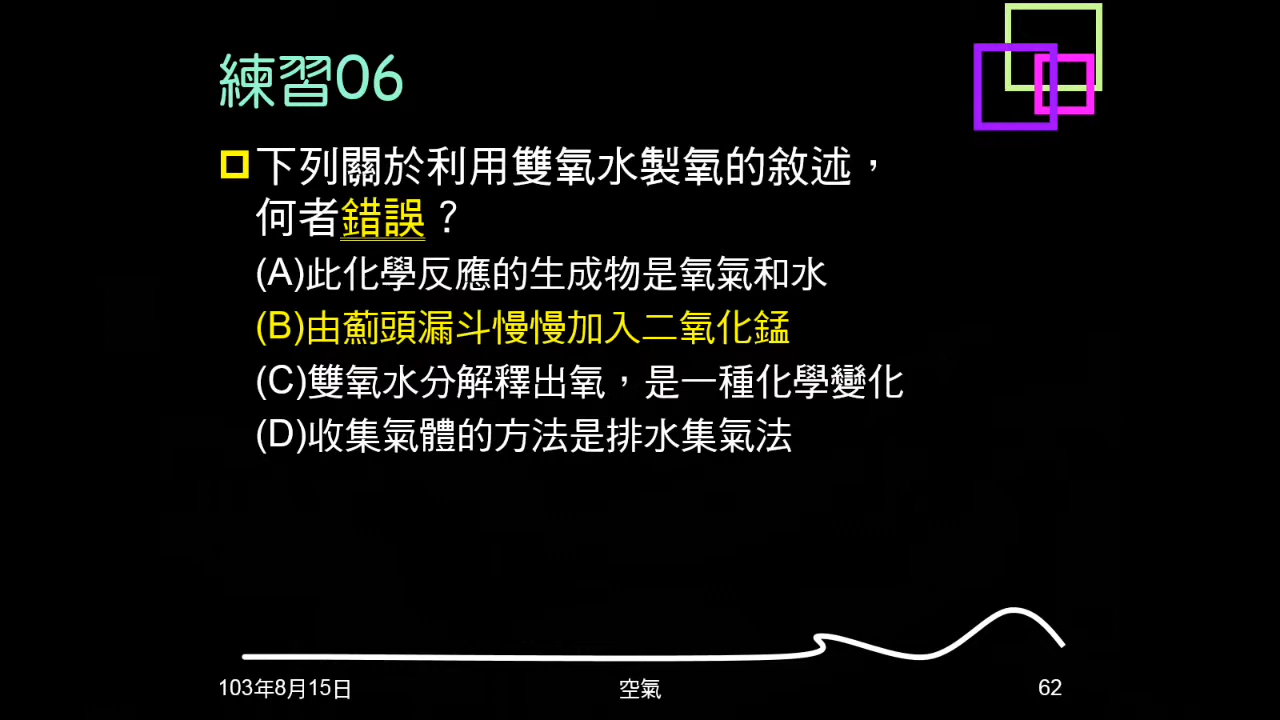 練習06
下列關於利用雙氧水製氧的敘述，
何者錯誤？
(A)此化學反應的生成物是氧氣和水
(B)由薊頭漏斗慢慢加入二氧化錳
(C)雙氧水分解釋出氧，是一種化學變化
(D)收集氣體的方法是排水集氣法
103年8月15日
空氣
62